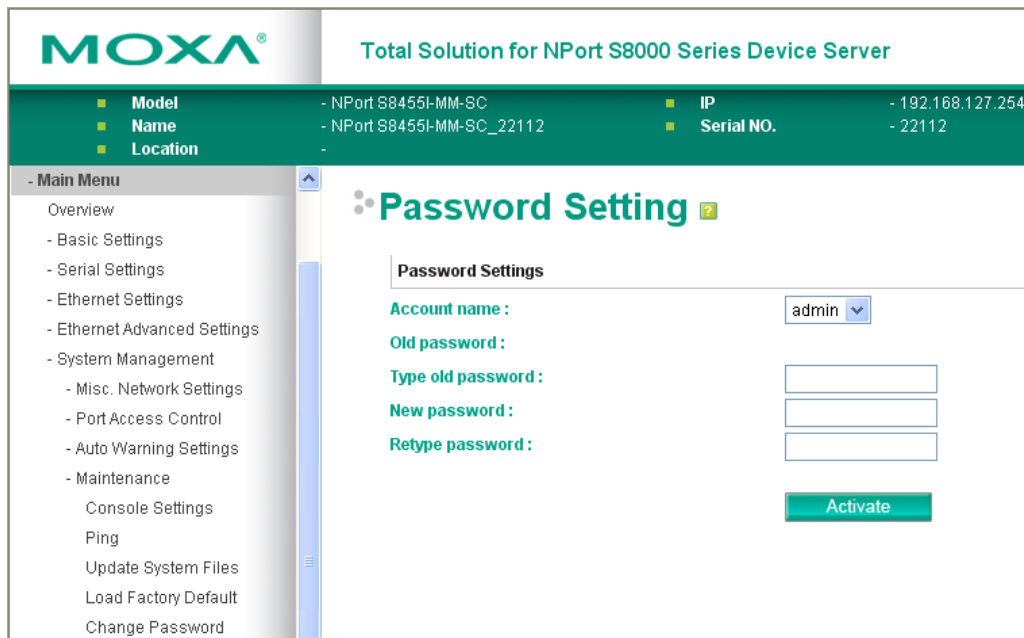 MOXA®
Total Solution for NPort S8000 Series Device Server
Model - NPort S8455I-MM-SC IP - 192.168.127.254
Name - NPort S8455I-MM-SC_22112 Serial NO. - 22112
Location -
- Main Menu
Overview
- Basic Settings
- Serial Settings
- Ethernet Settings
- Ethernet Advanced Settings
- System Management
- Misc. Network Settings
- Port Access Control
- Auto Warning Settings
- Maintenance
Console Settings
Ping
Update System Files
Load Factory Default
Change Password
Password Setting ?
Password Settings
Account name : admin
Old password :
Type old password :
New password :
Retype password :
Activate